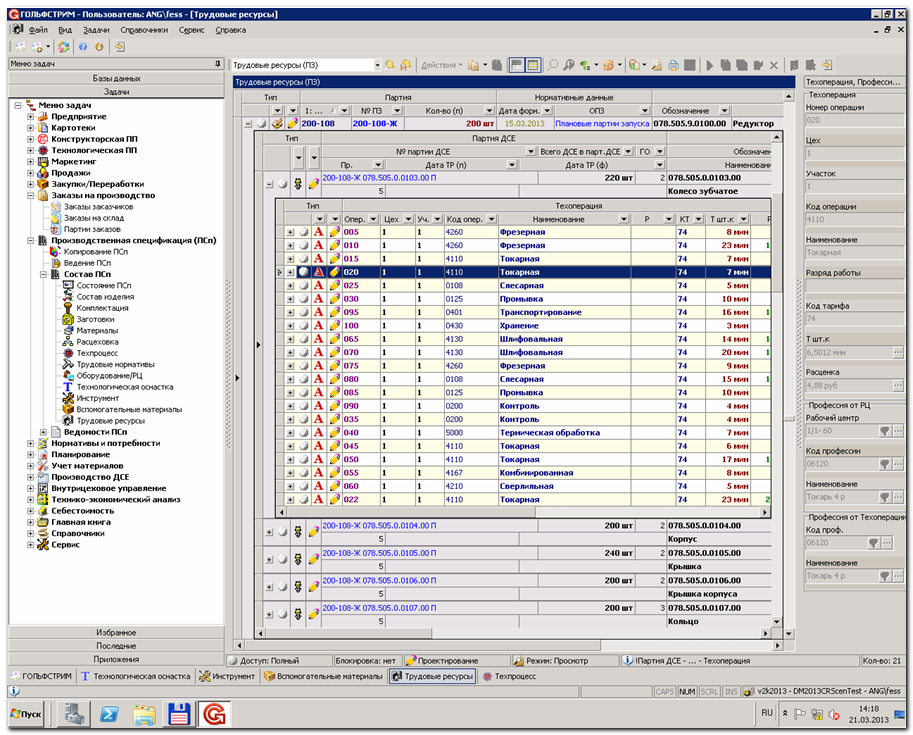 ГОЛЬФСТРИМ - Пользователь: ANG\fess - [Трудовые ресурсы]
Файл Вид Задачи Справочники Сервис Справка
Меню задач
Базы данных
Задачи
Меню задач
Предприятие
Картотеки
Конструкторская ПП
Технологическая ПП
Маркетинг
Продажи
Закупки/Переработки
Заказы на производство
Заказы заказчиков
Заказы на склад
Партии заказов
Производственная спецификация (ПСп)
Копирование ПСп
Ведение ПСп
Состав ПСп
Состояние ПСп
Состав изделия
Комплектация
Заготовки
Материалы
Расцеховка
Техпроцесс
Трудовые нормативы
Оборудование/РЦ
Технологическая оснастка
Инструмент
Вспомогательные материалы
Трудовые ресурсы
Ведомости ПСп
Нормативы и потребности
Планирование
Учет материалов
Производство ДСЕ
Внутрицеховое управление
Технико-экономический анализ
Себестоимость
Главная книга
Справочники
Сервис
Избранное
Последние
Приложения
Трудовые ресурсы (ПЗ)
Действия
Трудовые ресурсы (ПЗ)
Тип Партия Нормативные данные
1: ... № ПЗ Кол-во (п) Дата форм. ОПЗ Обозначение
200-108 200-108-Ж 200 шт 15.03.2013 Плановые партии запуска 078.505.9.0100.00 Редуктор
Тип Партия ДСЕ
№ партии ДСЕ Всего ДСЕ в парт.ДСЕ ГО Обозначен
Пр. Дата ТР (п) Дата ТР (ф) Наименован
200-108-Ж 078.505.0.0103.00 П 220 шт 2 078.505.0.0103.00
5 Колесо зубчатое
Тип Техоперация
Опер. Цех Уч. Код опер. Наименование Р КТ Т шт.к Р
А 005 1 1 4260 Фрезерная 74 8 мин
А 010 1 1 4260 Фрезерная 74 23 мин 1
А 015 1 1 4110 Токарная 74 7 мин
А 020 1 1 4110 Токарная 74 7 мин
А 025 1 1 0108 Слесарная 74 5 мин
А 030 1 1 0125 Промывка 74 10 мин
А 095 1 1 0401 Транспортирование 74 16 мин 1
А 100 1 1 0430 Хранение 74 3 мин
А 065 1 1 4130 Шлифовальная 74 14 мин 1
А 070 1 1 4130 Шлифовальная 74 20 мин 1
А 075 1 1 4260 Фрезерная 74 9 мин
А 080 1 1 0108 Слесарная 74 15 мин 1
А 085 1 1 0125 Промывка 74 10 мин
А 090 1 1 0200 Контроль 74 4 мин
А 035 1 1 0200 Контроль 74 4 мин
А 040 1 1 5000 Термическая обработка 74 7 мин
А 045 1 1 4110 Токарная 74 6 мин
А 050 1 1 4110 Токарная 74 17 мин 1
А 055 1 1 4167 Комбинированная 74 8 мин
А 060 1 1 4210 Сверлильная 74 5 мин
А 022 1 1 4110 Токарная 74 23 мин 2
200-108-Ж 078.505.0.0104.00 П 200 шт 2 078.505.0.0104.00
5 Корпус
200-108-Ж 078.505.0.0105.00 П 240 шт 2 078.505.0.0105.00
5 Крышка
200-108-Ж 078.505.0.0106.00 П 200 шт 2 078.505.0.0106.00
5 Крышка корпуса
200-108-Ж 078.505.0.0107.00 П 200 шт 3 078.505.0.0107.00
5 Кольцо
Техоперация, Професси...
Техоперация
Номер операции
020
Цех
1
Участок
1
Код операции
4110
Наименование
Токарная
Разряд работы
Код тарифа
74
Т шт.к
6,5012 мин
Расценка
4,88 руб
Профессия от РЦ
Рабочий центр
1/1- 60
Код профессии
06120
Наименование
Токарь 4 р
Профессия от Техоперации
Код проф.
06120
Наименование
Токарь 4 р
Доступ: Полный Блокировка: нет Проектирование Режим: Просмотр !Партия ДСЕ - ... - Техоперация Кол-во: 21
ГОЛЬФСТРИМ Технологическая оснастка Инструмент Вспомогательные материалы Трудовые ресурсы Техпроцесс
CAPS NUM SCRL INS v2k2013 - DM2013CRScenTest - ANG\fess
Пуск RU 14:18
21.03.2013